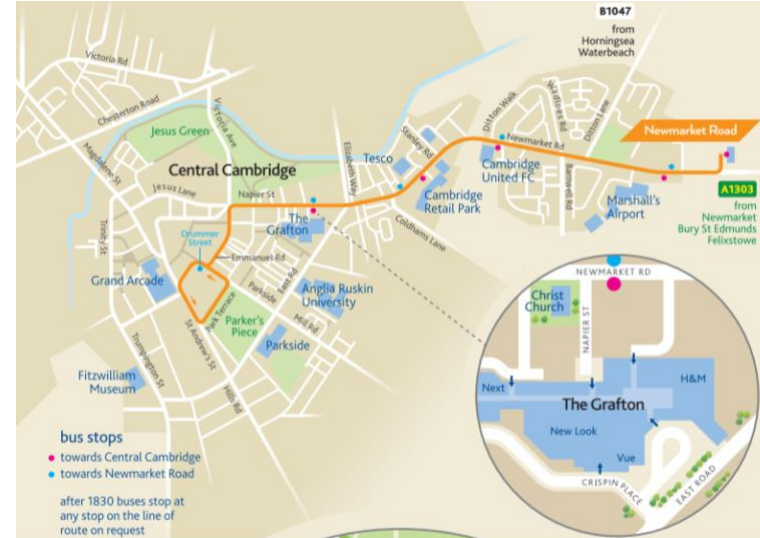 B1047
from
Horningsea
Waterbeach
Victoria Rd
Chesterton Road
Victoria Ave
Jesus Green
Magdalene St
Central Cambridge
Jesus Lane
Napier St
Elizabeth Way
Tesco
Stanley Rd
Ditton Walk
Newmarket Rd
Wadloes Rd
Ditton Lane
Newmarket Road
Cambridge
United FC
Barnwell Rd
Marshall's
Airport
A1303
from
Newmarket
Bury St Edmunds
Felixstowe
Cambridge
Retail Park
Coldhams Lane
The
Grafton
Trinity St
Drummer
Street
Emmanuel Rd
Grand Arcade
Parkside
East Rd
Anglia Ruskin
University
Park Terrace
Parker's
Piece
Mill Rd
Parkside
St Andrew's St
Trumpington St
Hills Rd
Fitzwilliam
Museum
NEWMARKET RD
Christ
Church
NAPIER ST
Next
H&M
The Grafton
New Look
Vue
CRISPIN PLACE
EAST ROAD
bus stops
towards Central Cambridge
towards Newmarket Road
after 1830 buses stop at
any stop on the line of
route on request